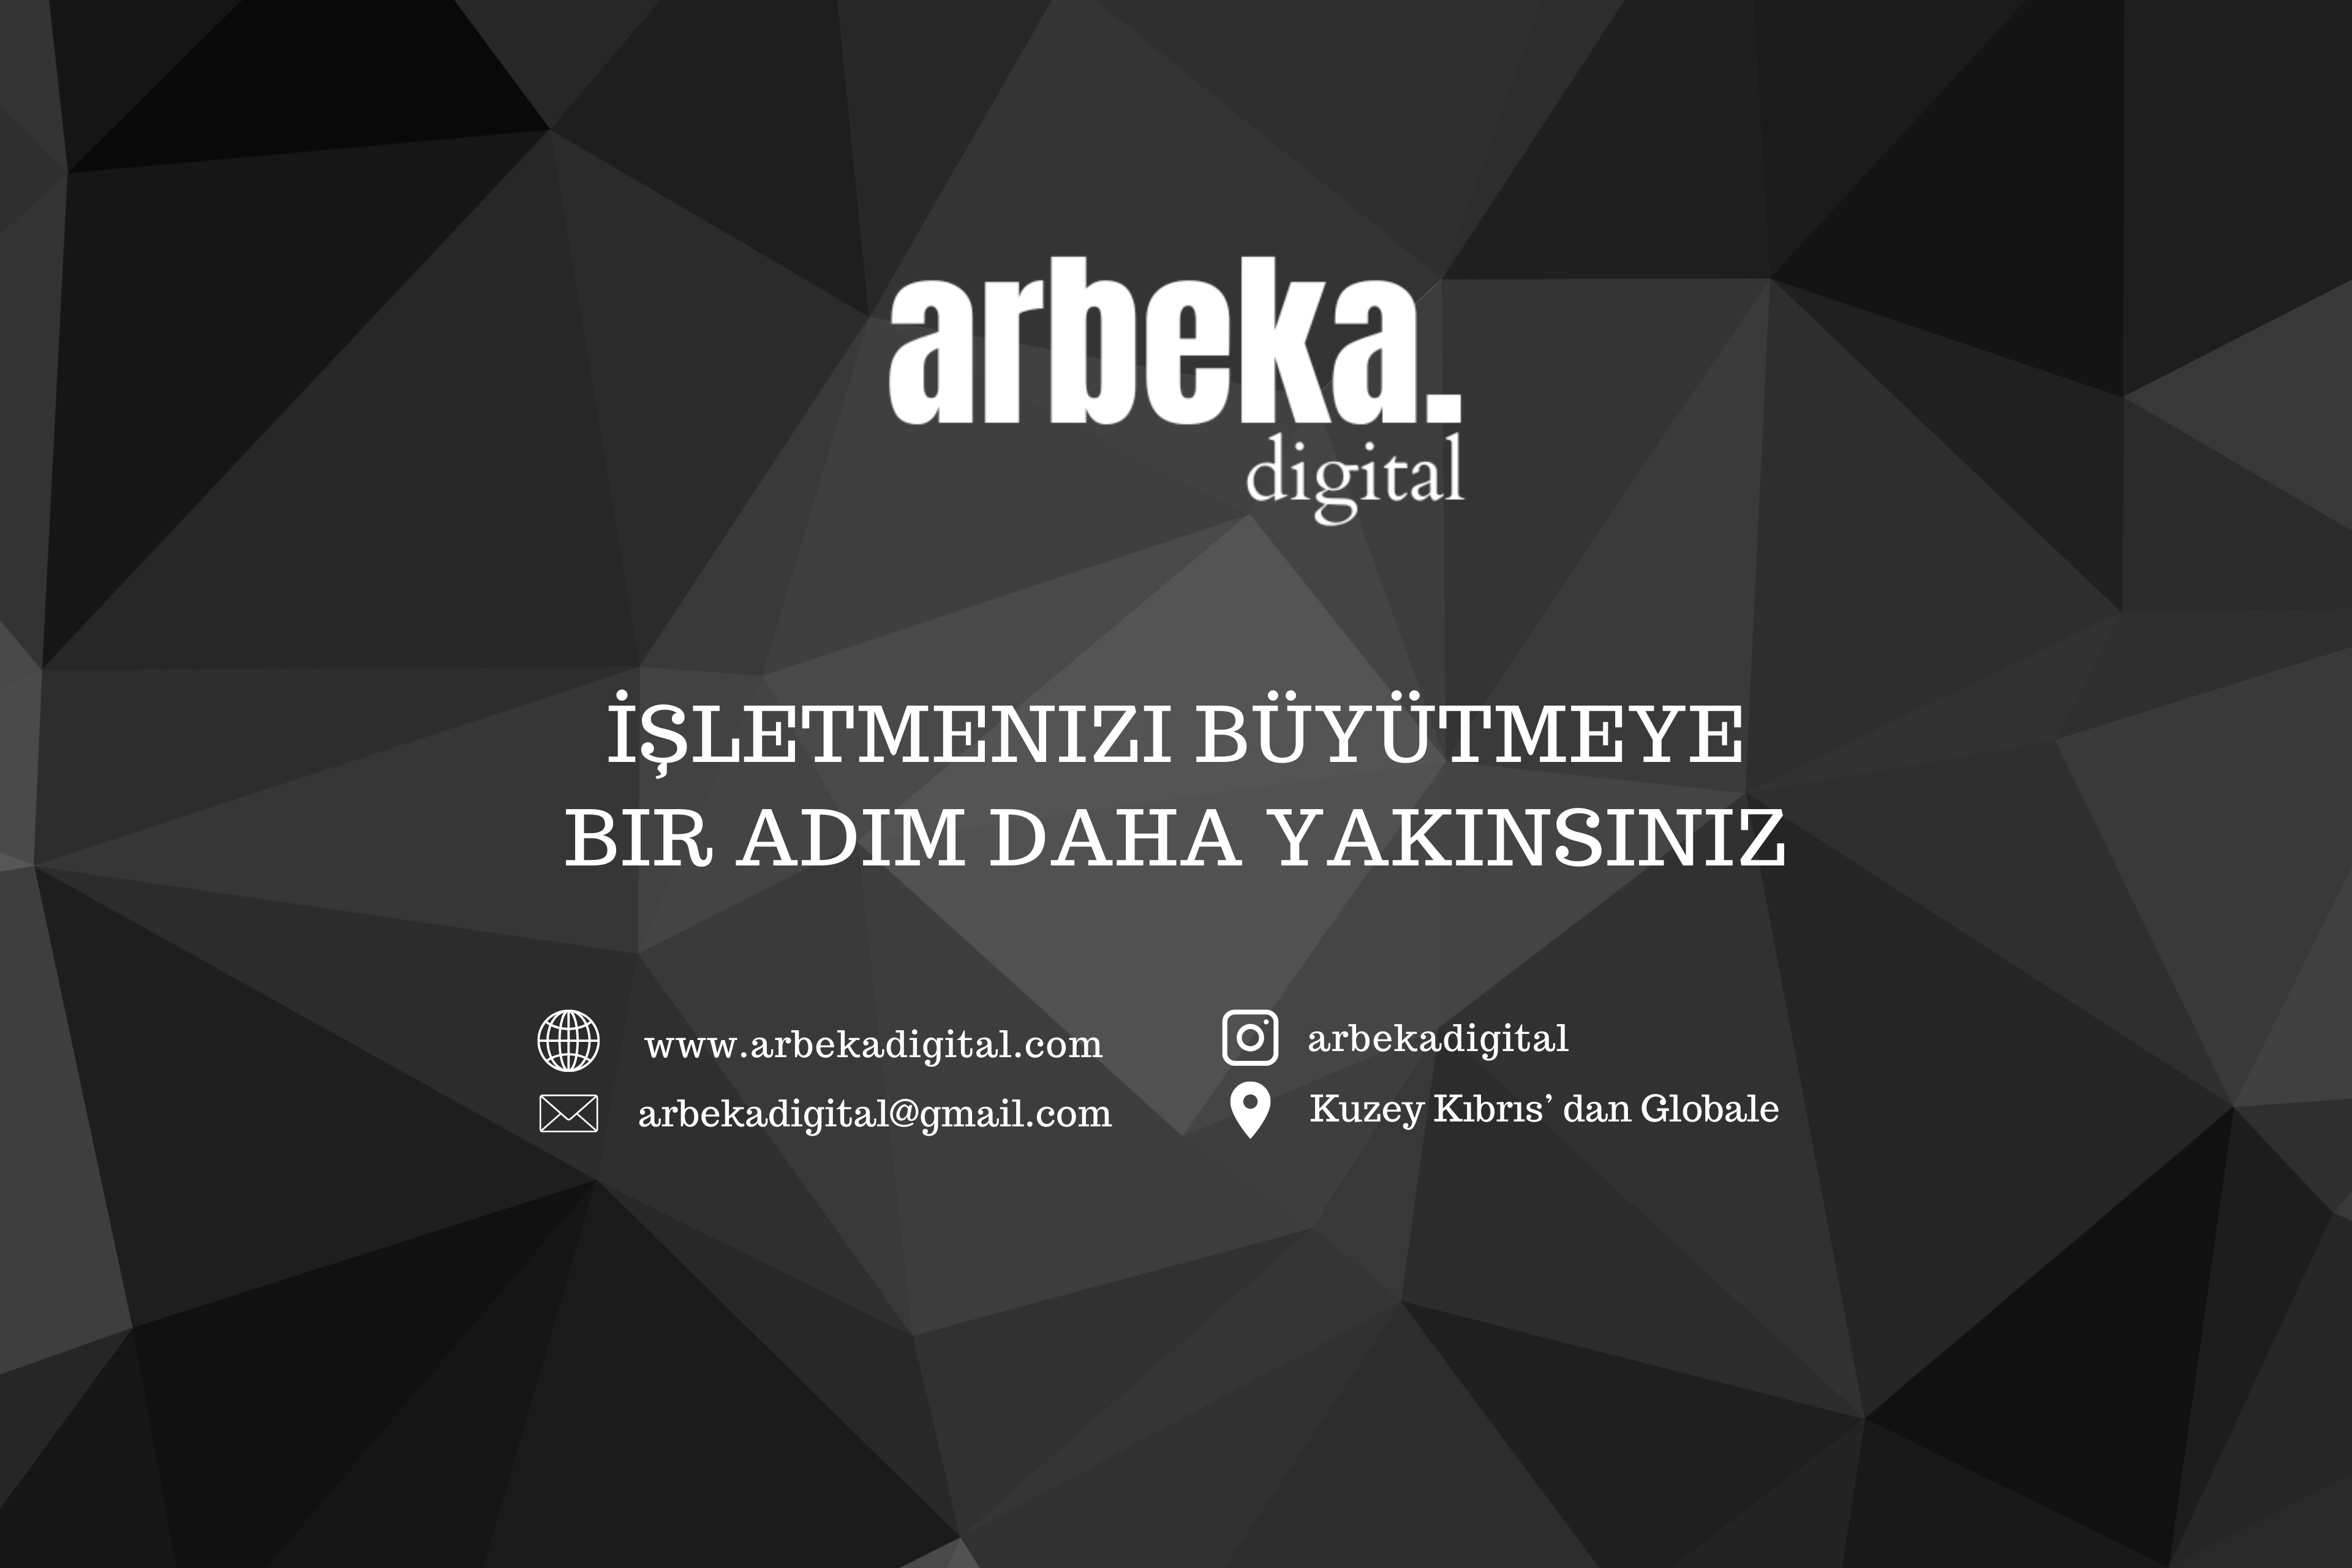 arbeka.
digital
İŞLETMENIZI BÜYÜTMEYE
BIR ADIM DAHA YAKINSINIZ
www.arbekadigital.com
arbekadigital@gmail.com
arbekadigital
Kuzey Kıbrıs’ dan Globale